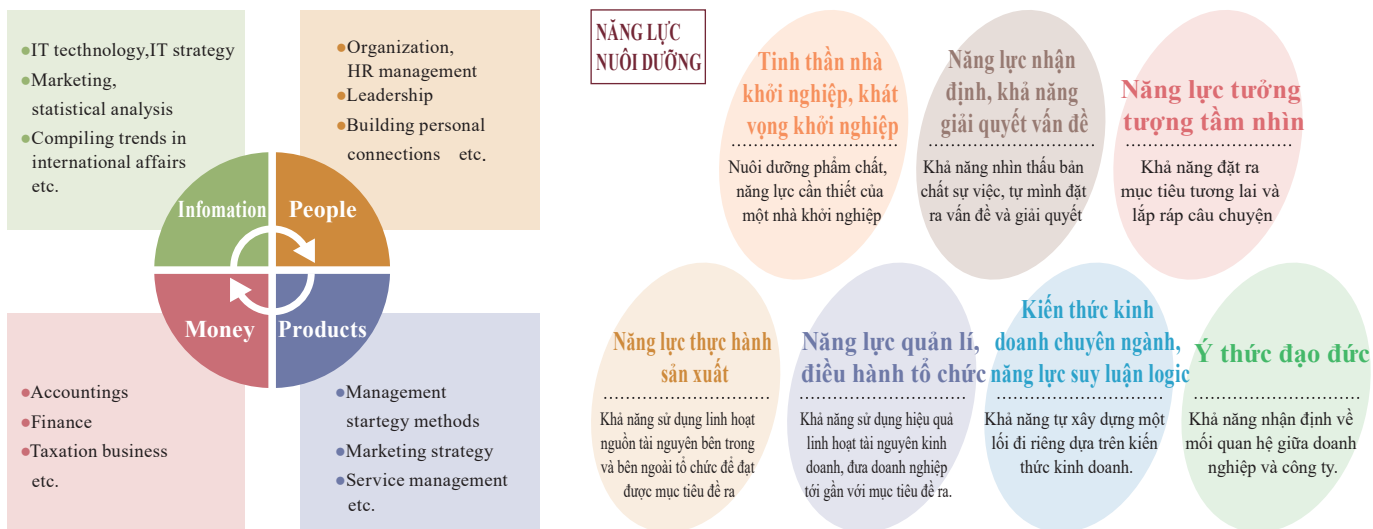 ●IT tecthnology,IT strategy
●Marketing,
statistical analysis
●Compiling trends in
international affairs
etc.
●Organization,
HR management
●Leadership
●Building personal
connections etc.
Infomation
People
Money
Products
●Accountings
●Finance
●Taxation business
etc.
●Management
startegy methods
●Marketing strategy
●Service management
etc.
NĂNG LỰC
NUÔI DƯỠNG
Tinh thần nhà
khởi nghiệp, khát
vọng khởi nghiệp
Nuôi dưỡng phẩm chất,
năng lực cần thiết của
một nhà khởi nghiệp
Năng lực nhận
định, khả năng
giải quyết vấn đề
Khả năng nhìn thấu bản
chất sự việc, tự mình đặt
ra vấn đề và giải quyết
Năng lực tưởng
tượng tầm nhìn
Khả năng đặt ra
mục tiêu tương lai và
lắp ráp câu chuyện
Năng lực thực hành
sản xuất
Khả năng sử dụng linh hoạt
nguồn tài nguyên bên trong
và bên ngoài tổ chức để đạt
được mục tiêu đề ra
Năng lực quản lí,
điều hành tổ chức
Khả năng sử dụng hiệu quả
linh hoạt tài nguyên kinh
doanh, đưa doanh nghiệp
tới gần với mục tiêu đề ra.
Kiến thức kinh
doanh chuyên ngành,
năng lực suy luận logic
Khả năng tự xây dựng một
lối đi riêng dựa trên kiến
thức kinh doanh.
Ý thức đạo đức
Khả năng nhận định về
mối quan hệ giữa doanh
nghiệp và công ty.